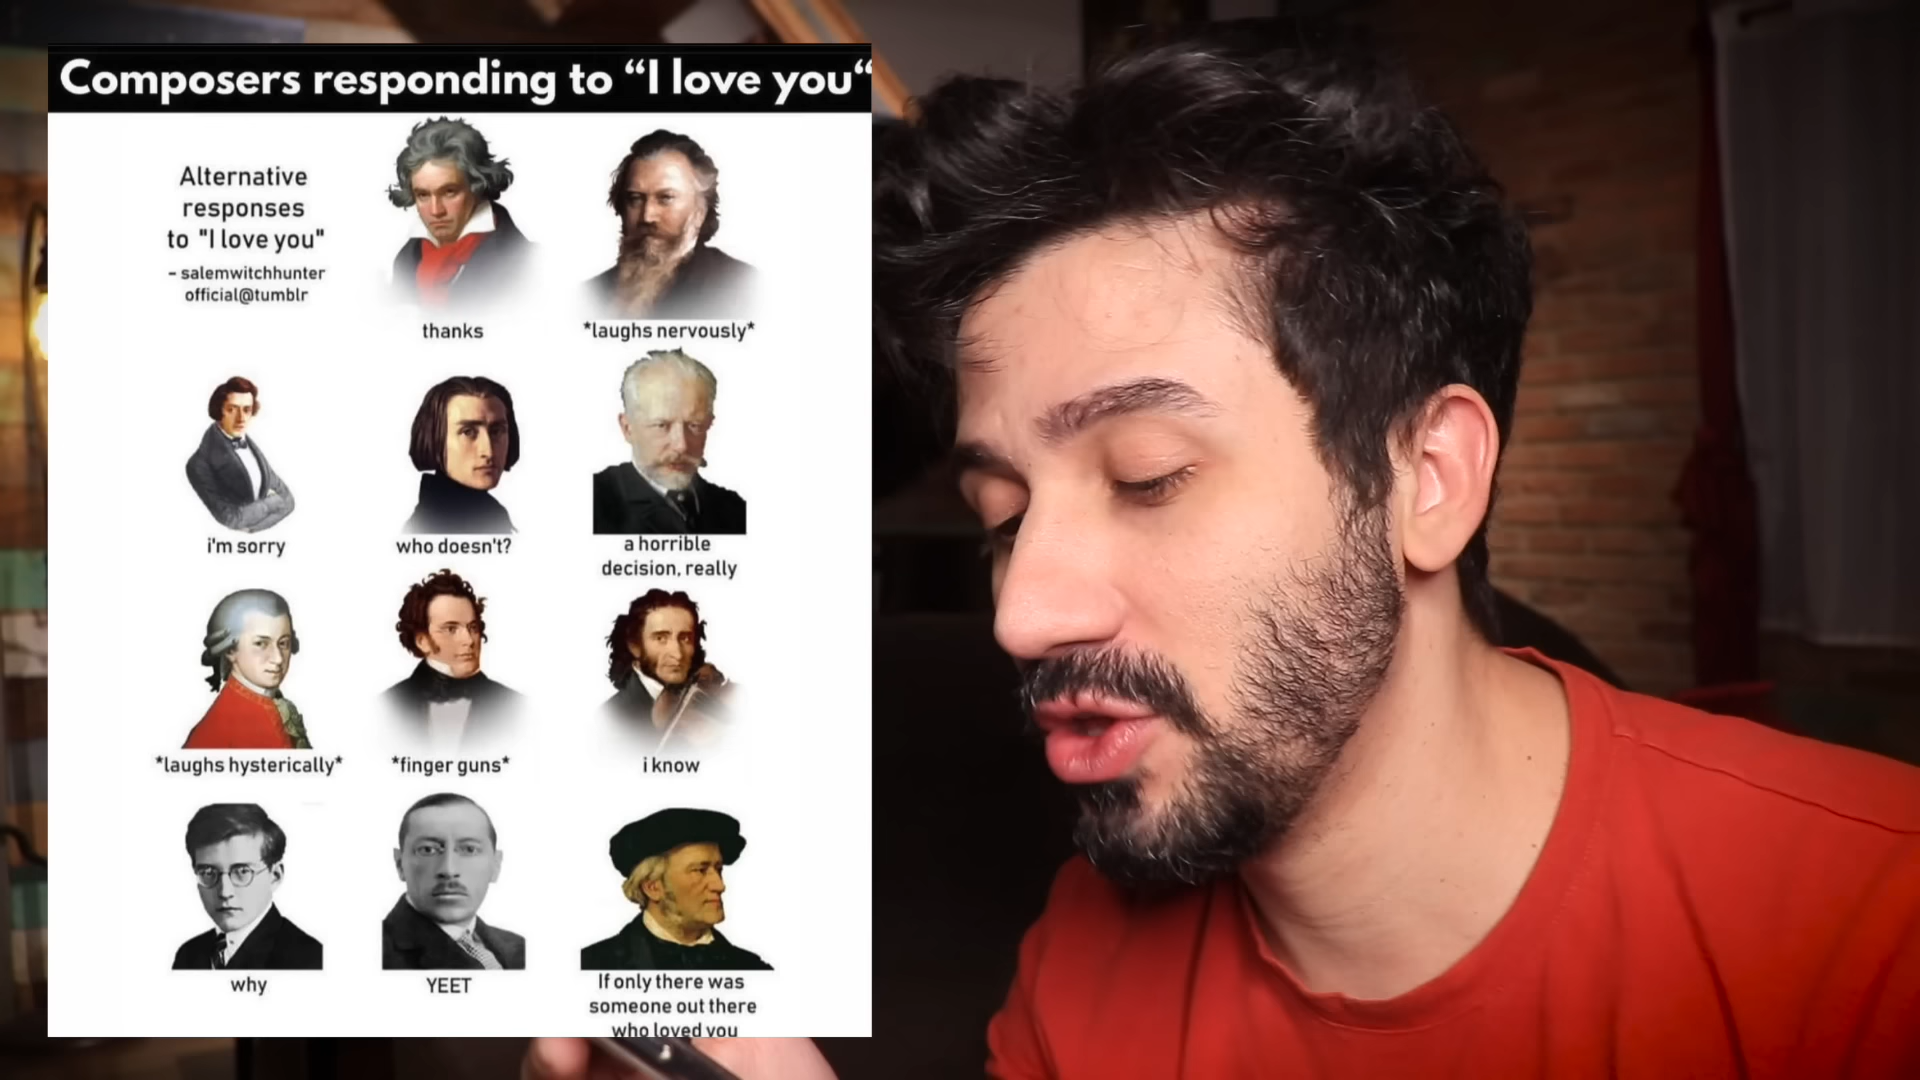 Composers responding to “I love you“
Alternative
responses
to "I love you"
- salemwitchhunter
official@tumblr
thanks
*laughs nervously*
i'm sorry
who doesn't?
a horrible
decision, really
*laughs hysterically*
*finger guns*
i know
why
YEET
If only there was
someone out there
who loved you